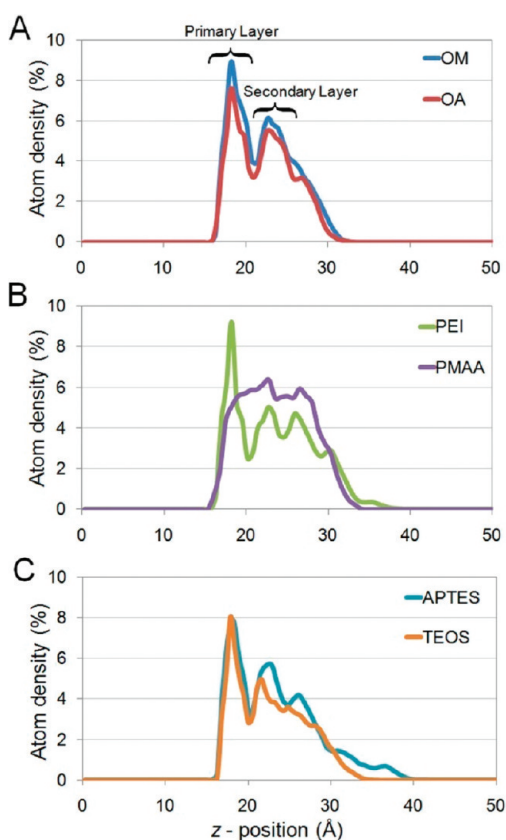 A
Primary Layer
Secondary Layer
OM
OA
Atom density (%)
10
8
6
4
2
0
0 10 20 30 40 50
B
PEI
PMAA
Atom density (%)
10
8
6
4
2
0
0 10 20 30 40 50
C
APTES
TEOS
Atom density (%)
10
8
6
4
2
0
0 10 20 30 40 50
z - position (Å)